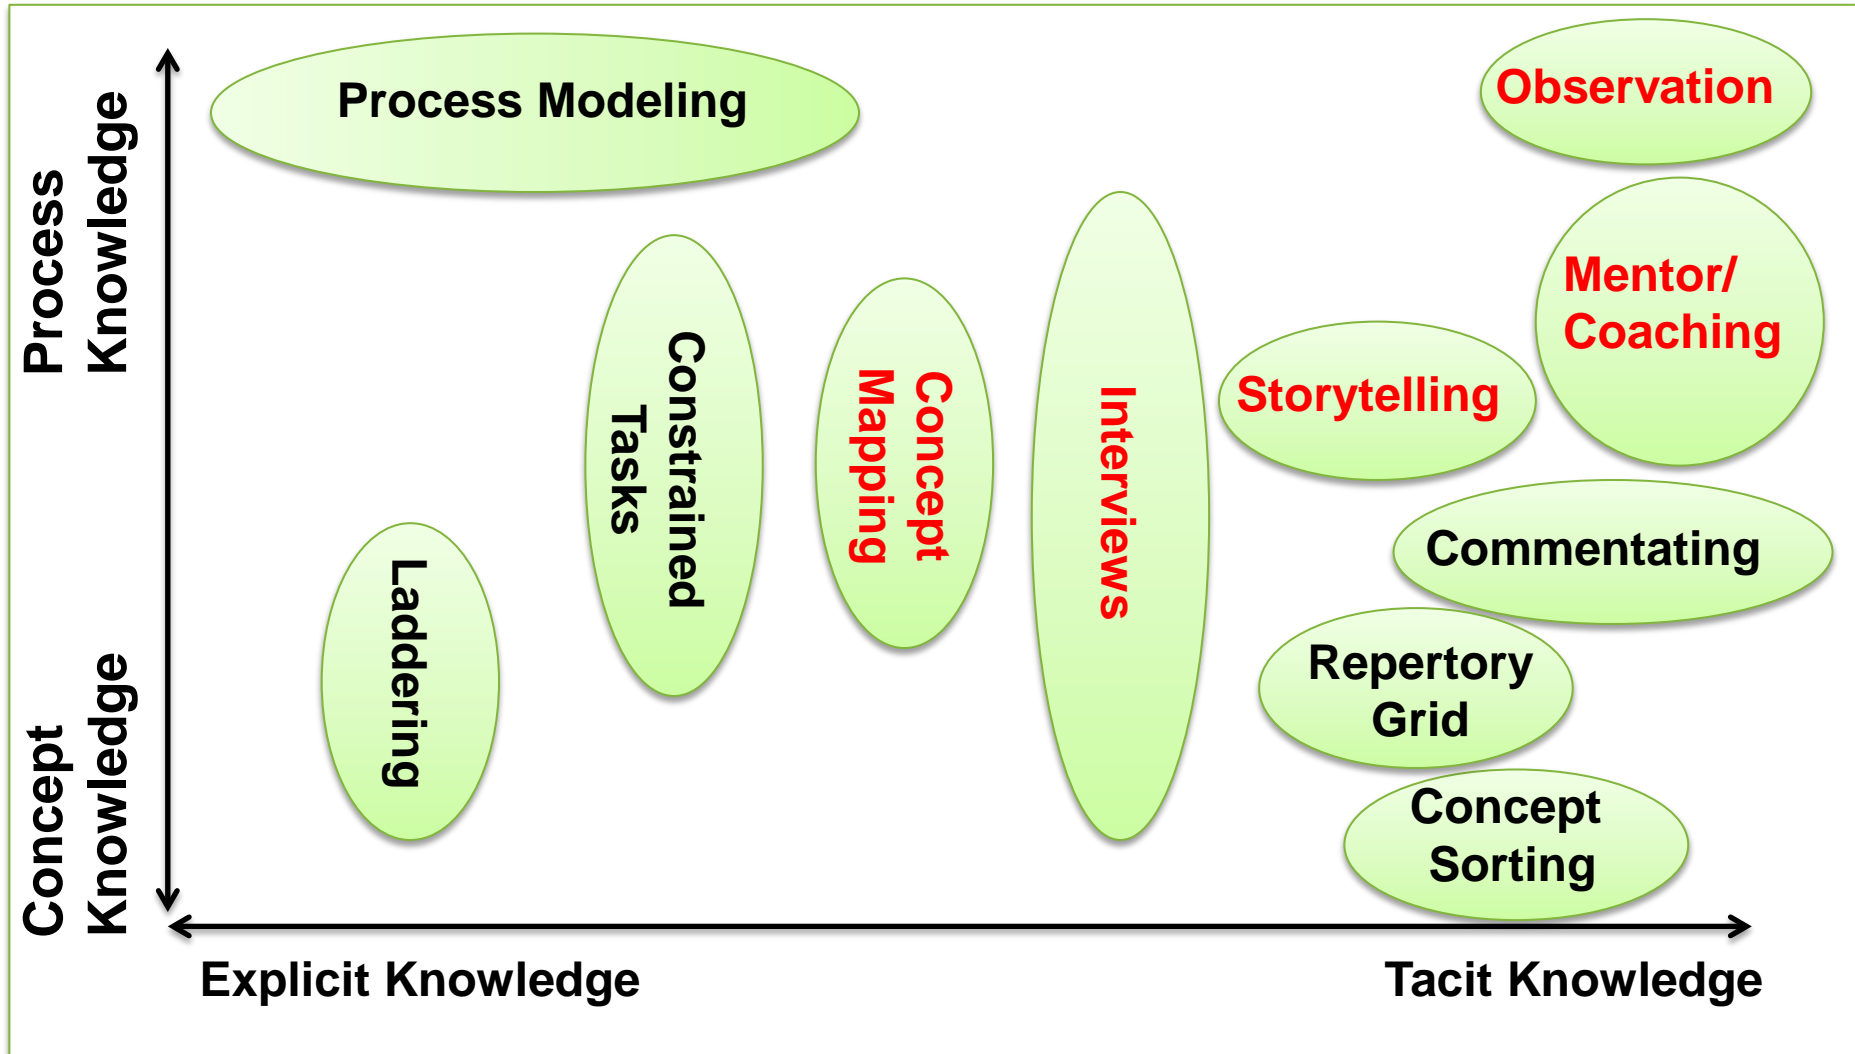 Process Modeling
Observation
Process
Knowledge
Mentor/
Coaching
Constrained
Tasks
Concept
Mapping
Interviews
Storytelling
Commentating
Laddering
Repertory
Grid
Concept
Knowledge
Concept
Sorting
Explicit Knowledge
Tacit Knowledge